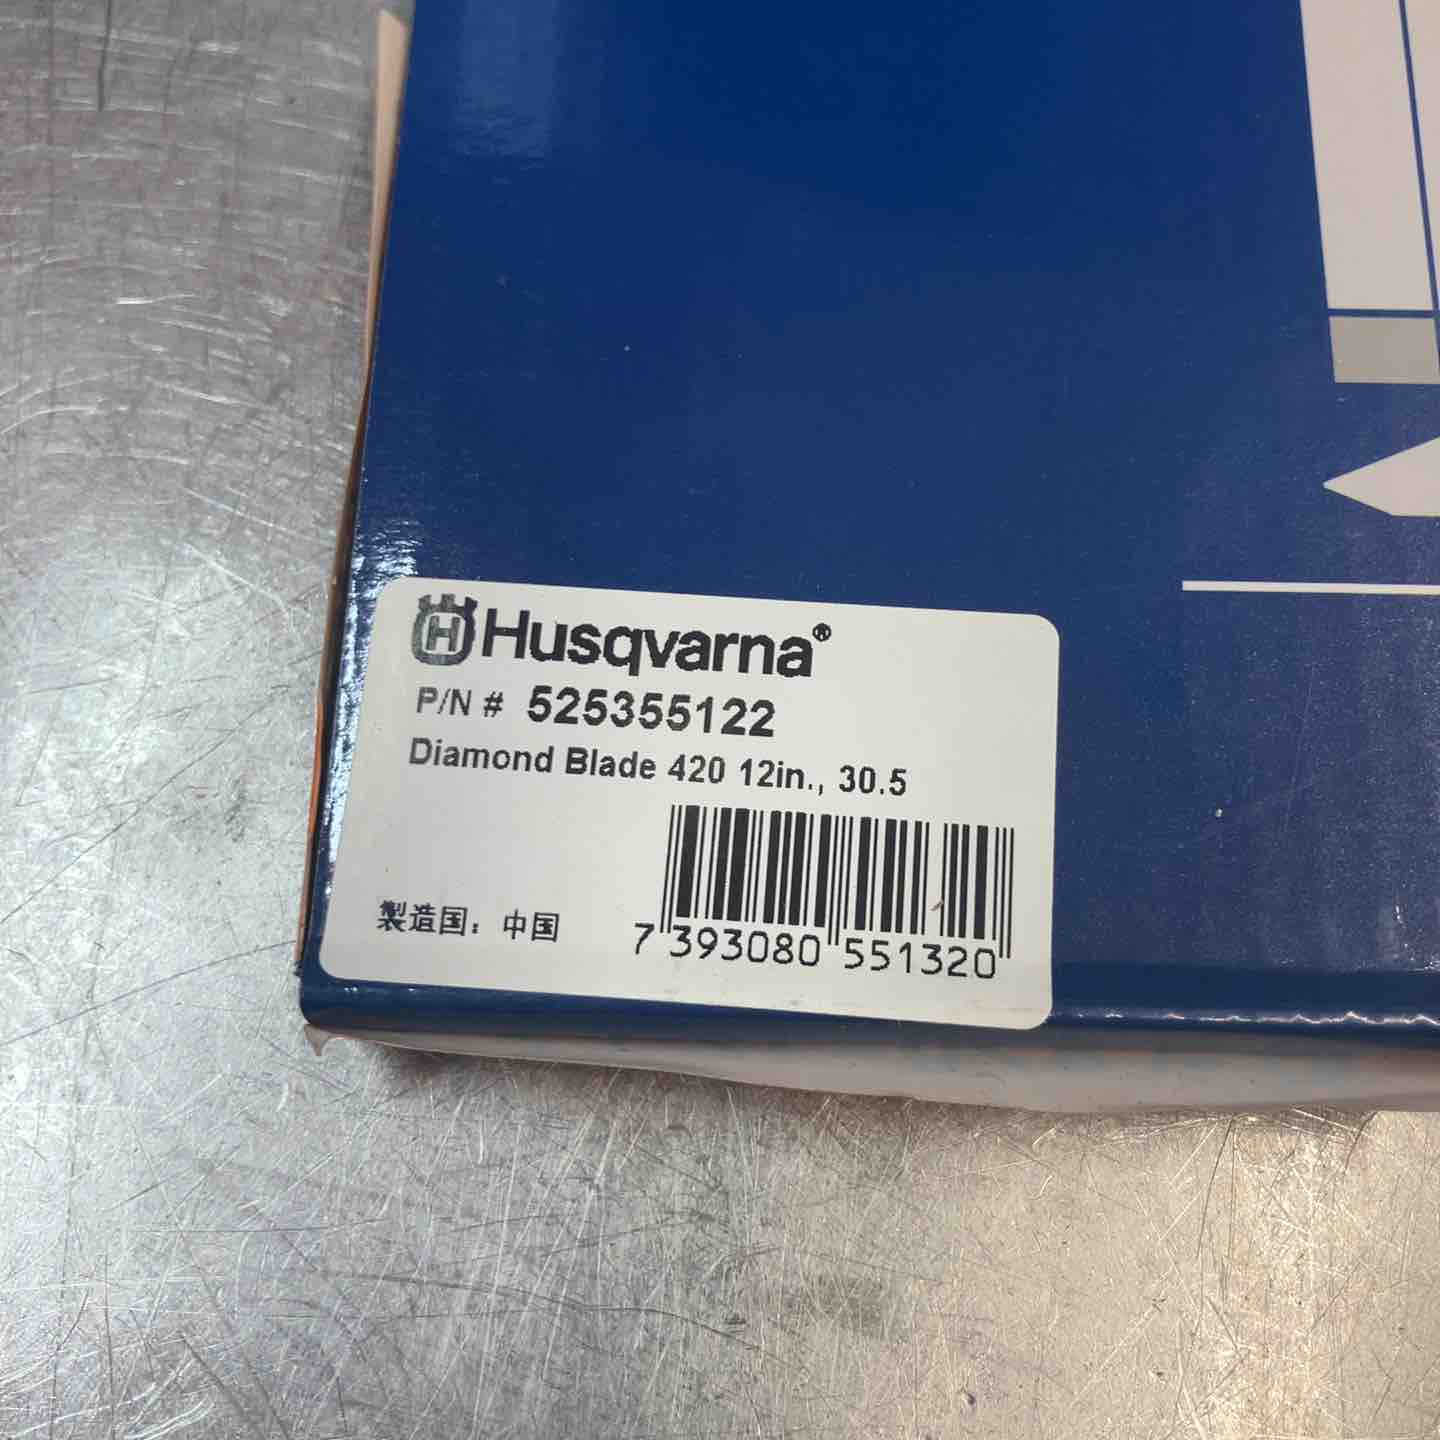 Husqvarna®
P/N # 525355122
Diamond Blade 420 12in., 30.5
製造国: 中国
7 393080 551320